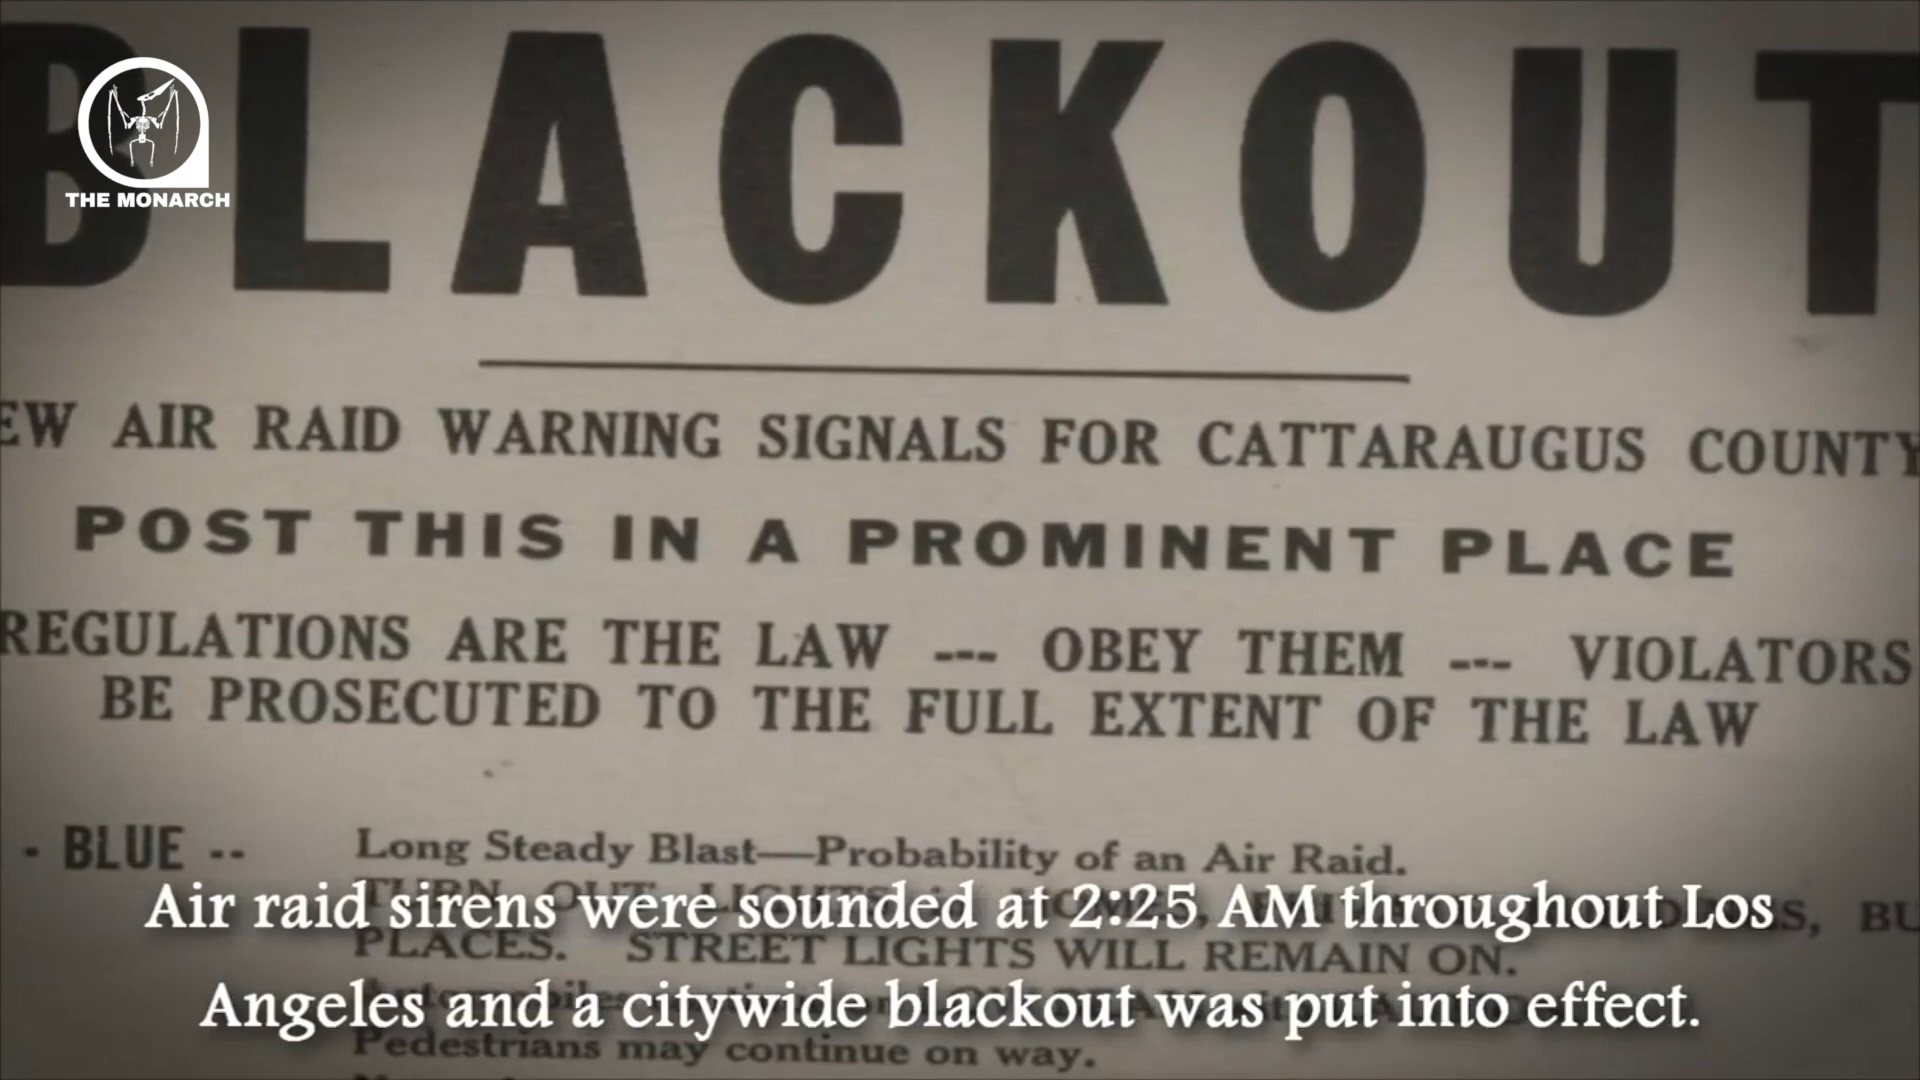 BLACKOUT
THE MONARCH
EW AIR RAID WARNING SIGNALS FOR CATTARAUGUS COUNTY
POST THIS IN A PROMINENT PLACE
REGULATIONS ARE THE LAW --- OBEY THEM --- VIOLATORS
BE PROSECUTED TO THE FULL EXTENT OF THE LAW
- BLUE -- Long Steady Blast—Probability of an Air Raid.
TURN OUT LIGHTS
Air raid sirens were sounded at 2:25 AM throughout Los
PLACES. STREET LIGHTS WILL REMAIN ON.
Angeles and a citywide blackout was put into effect.
Pedestrians may continue on way.